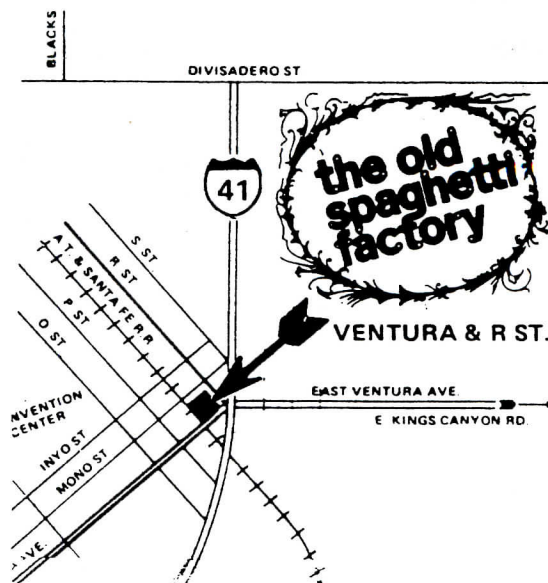 BLACKS
DIVISADERO ST
41
the old
spaghetti
factory
S ST
R ST
A.T. & SANTA FE R.R.
P ST
O ST
VENTURA & R ST.
EAST VENTURA AVE.
E. KINGS CANYON RD.
NVENTION
CENTER
INYO ST
MONO ST
AVE.